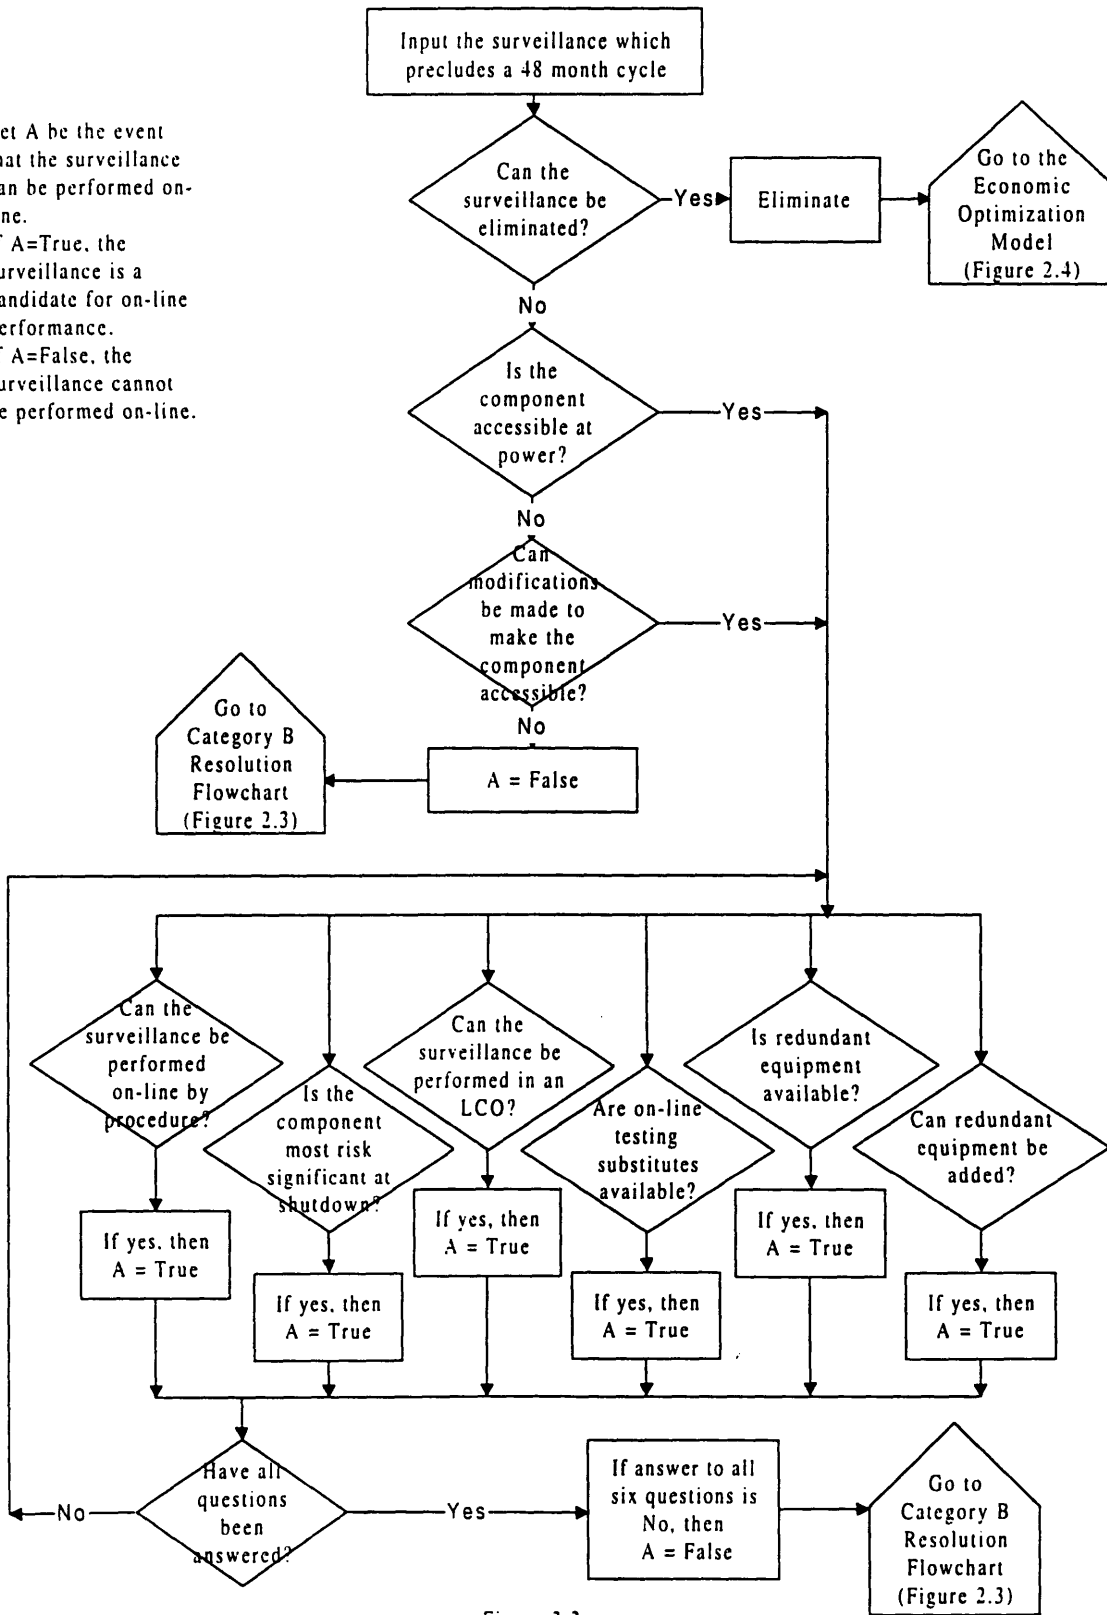 Input the surveillance which
precludes a 48 month cycle
et A be the event
hat the surveillance
an be performed on-
ne.
f A=True, the
urveillance is a
andidate for on-line
erformance.
f A=False, the
urveillance cannot
e performed on-line.
Can the
surveillance be
eliminated?
Yes
Eliminate
Go to the
Economic
Optimization
Model
(Figure 2.4)
No
Is the
component
accessible at
power?
Yes
No
Can
modifications
be made to
make the
component
accessible?
Yes
No
A = False
Go to
Category B
Resolution
Flowchart
(Figure 2.3)
Can the
surveillance be
performed
on-line by
procedure?
Is the
component
most risk
significant at
shutdown?
Can the
surveillance be
performed in an
LCO?
Are on-line
testing
substitutes
available?
Is redundant
equipment
available?
Can redundant
equipment be
added?
If yes, then
A = True
If yes, then
A = True
If yes, then
A = True
If yes, then
A = True
If yes, then
A = True
If yes, then
A = True
Have all
questions
been
answered?
No
Yes
If answer to all
six questions is
No, then
A = False
Go to
Category B
Resolution
Flowchart
(Figure 2.3)